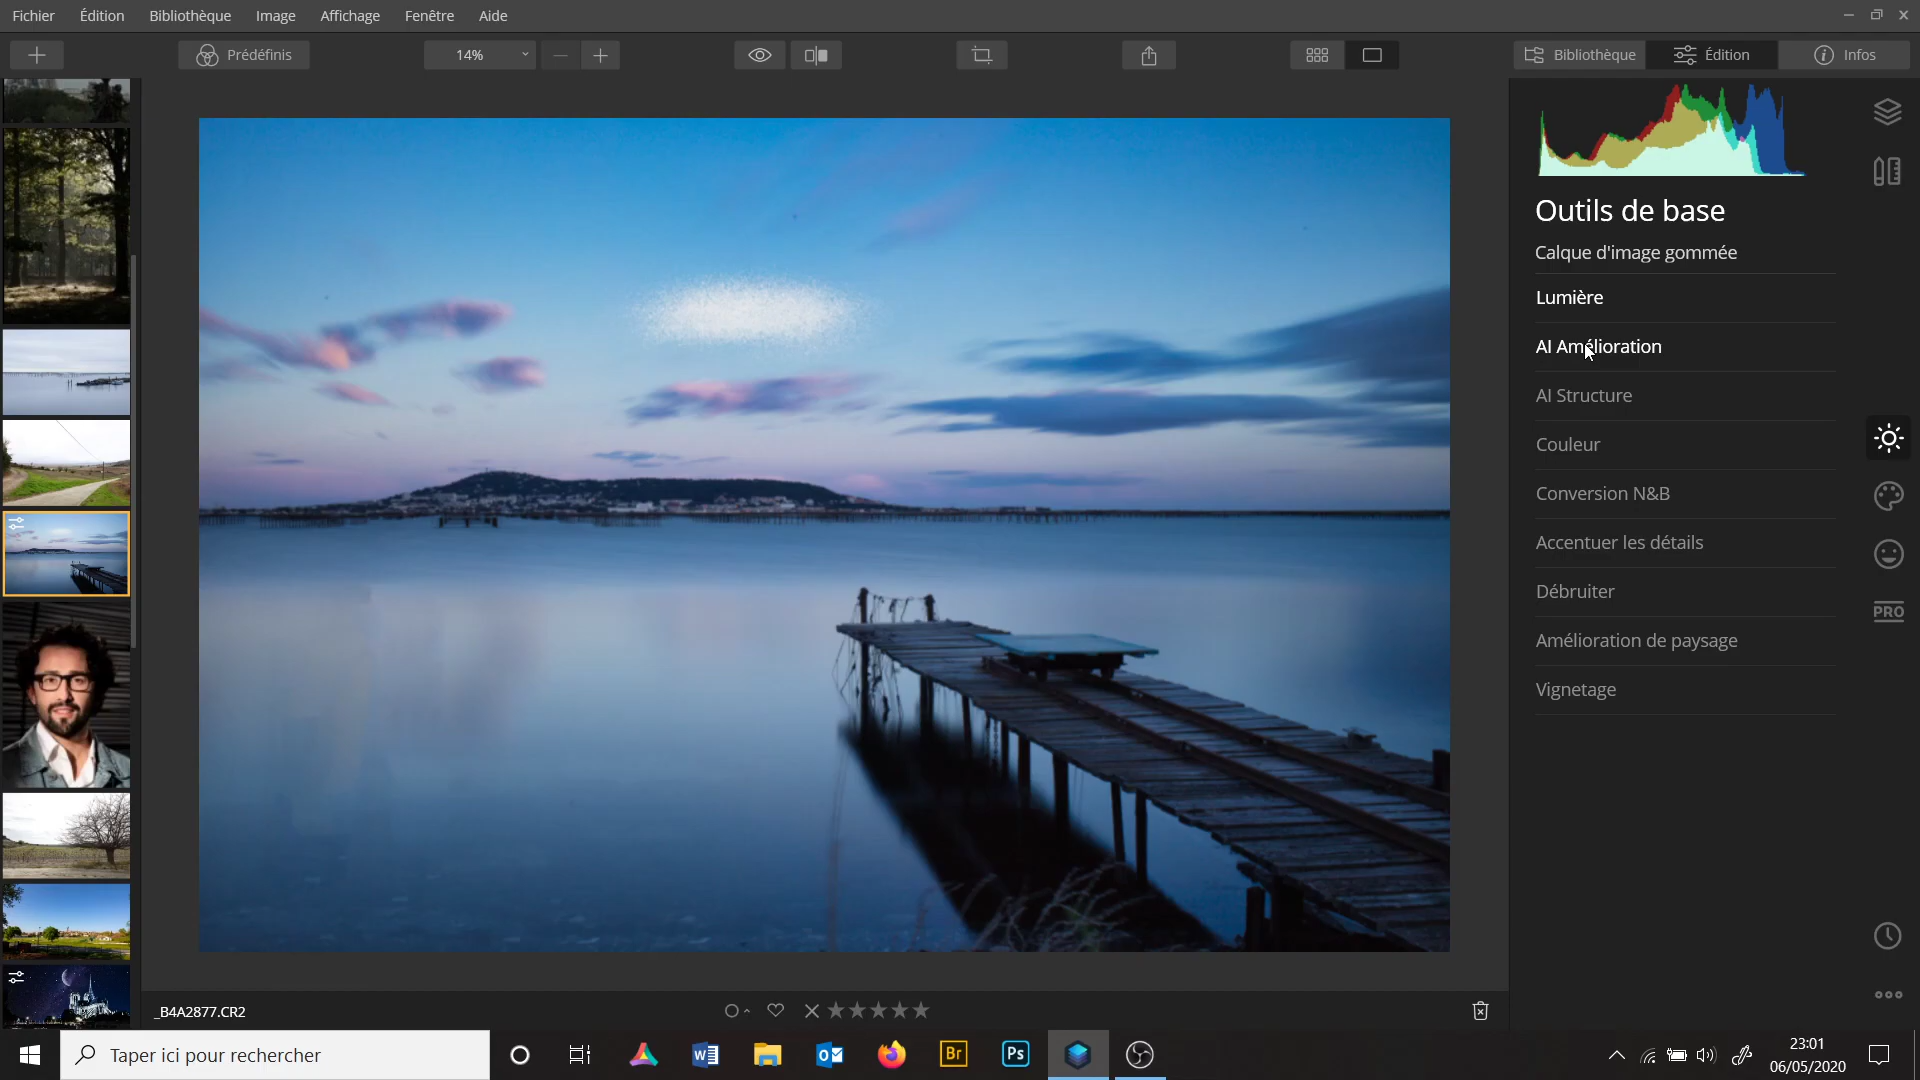 Fichier Édition Bibliothèque Image Affichage Fenêtre Aide
Prédéfinis 14% Bibliothèque Édition Infos
Outils de base
Calque d'image gommée
Lumière
AI Amélioration
AI Structure
Couleur
Conversion N&B
Accentuer les détails
Débruiter
PRO
Amélioration de paysage
Vignetage
_B4A2877.CR2
Taper ici pour rechercher
Br
Ps
23:01
06/05/2020